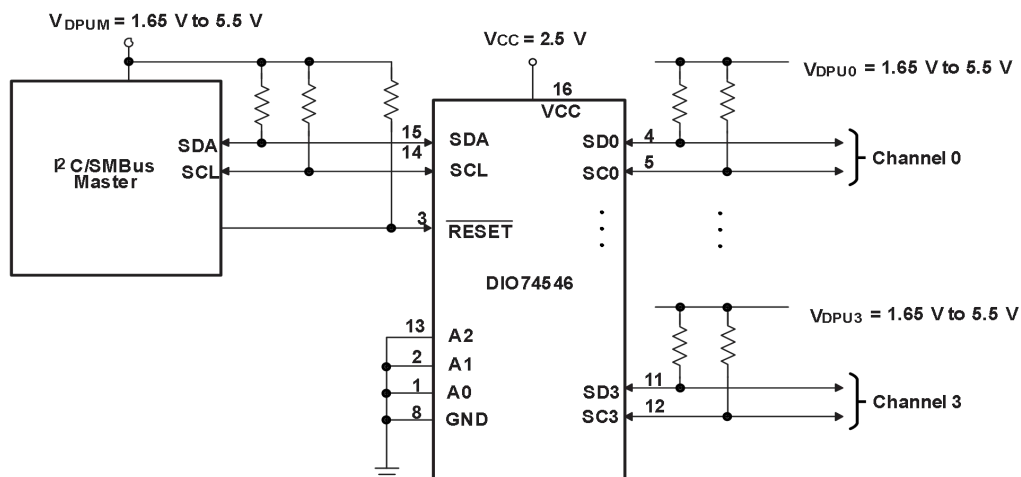 VDPUM = 1.65 V to 5.5 V
VCC = 2.5 V
VDPU0 = 1.65 V to 5.5 V
16
VCC
SDA
15
SDA
SD0
4
SCL
14
SCL
SC0
5
Channel 0
I²C/SMBus
Master
3
RESET
DIO74546
VDPU3 = 1.65 V to 5.5 V
13
A2
2
A1
1
A0
8
GND
SD3
11
SC3
12
Channel 3